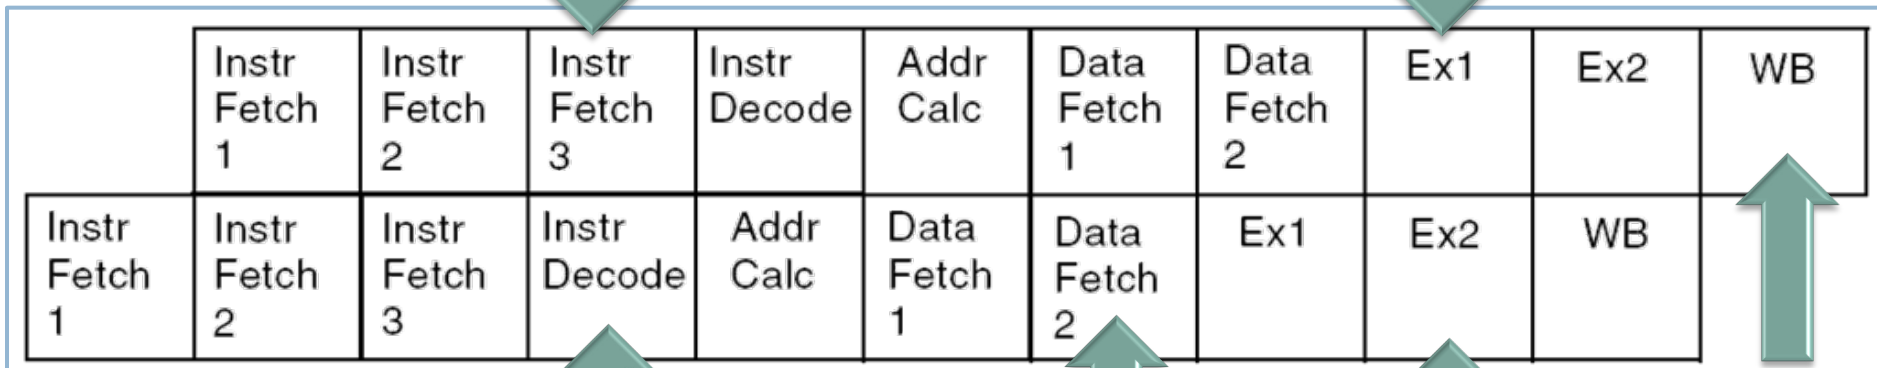 Instr Instr Instr Instr Addr Data Data Ex1 Ex2 WB
Fetch Fetch Fetch Decode Calc Fetch Fetch
1 2 3 1 2
Instr Instr Instr Instr Addr Data Data Ex1 Ex2 WB
Fetch Fetch Fetch Decode Calc Fetch Fetch
1 2 3 1 2